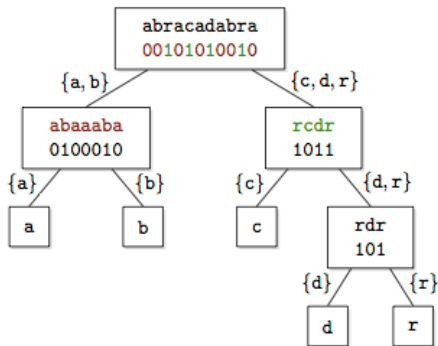 abracadabra
00101010010
{a, b}
{c, d, r}
abaaaba
0100010
rcdr
1011
{a}
{b}
{c}
{d, r}
a
b
c
rdr
101
{d}
{r}
d
r